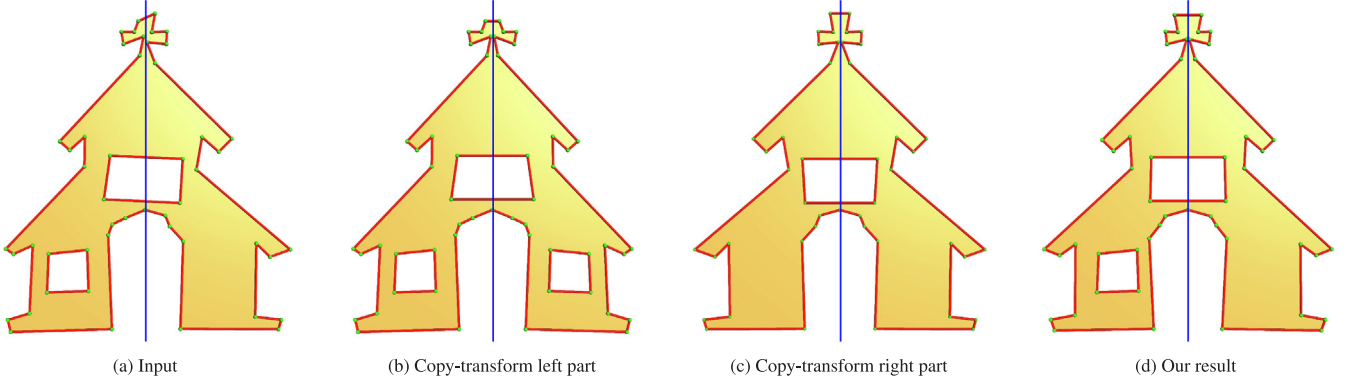 (a) Input
(b) Copy-transform left part
(c) Copy-transform right part
(d) Our result